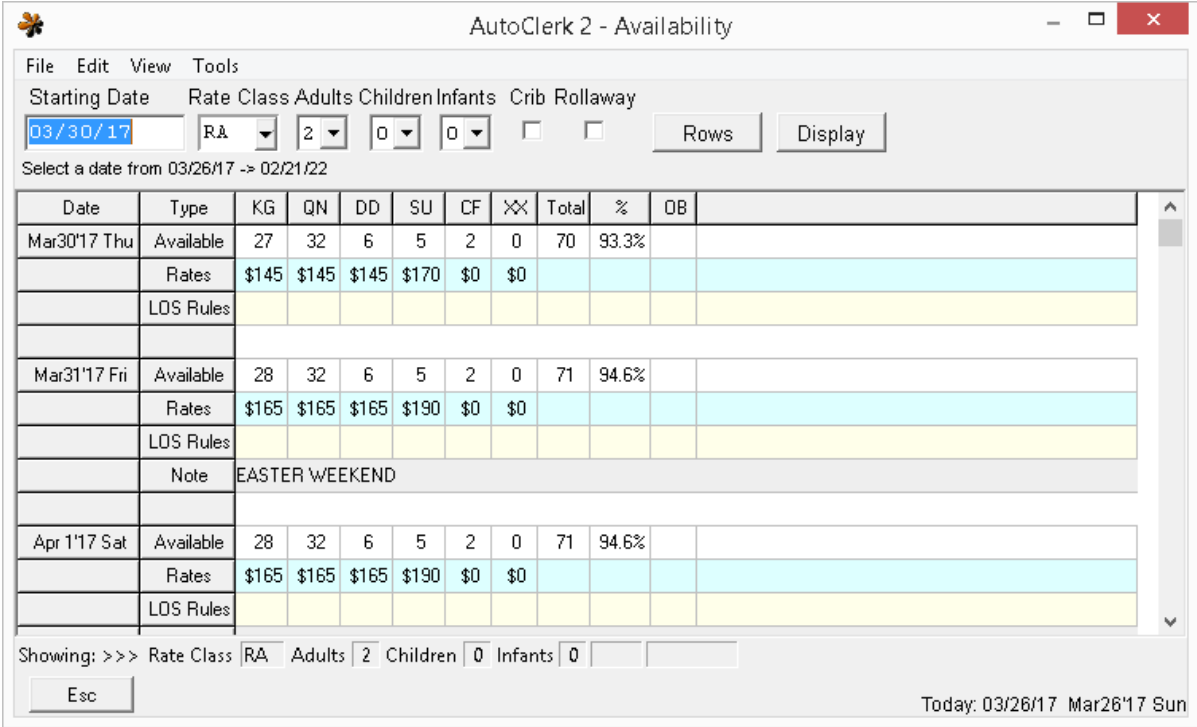 AutoClerk 2 - Availability
File Edit View Tools
Starting Date Rate Class Adults Children Infants Crib Rollaway
03/30/17 RA 2 0 0 Rows Display
Select a date from 03/26/17 -> 02/21/22
Date Type KG QN DD SU CF XX Total % OB
Mar30'17 Thu Available 27 32 6 5 2 0 70 93.3%
Rates $145 $145 $145 $170 $0 $0
LOS Rules
Mar31'17 Fri Available 28 32 6 5 2 0 71 94.6%
Rates $165 $165 $165 $190 $0 $0
LOS Rules
Note EASTER WEEKEND
Apr 1'17 Sat Available 28 32 6 5 2 0 71 94.6%
Rates $165 $165 $165 $190 $0 $0
LOS Rules
Showing: >>> Rate Class RA Adults 2 Children 0 Infants 0
Esc
Today: 03/26/17 Mar26'17 Sun